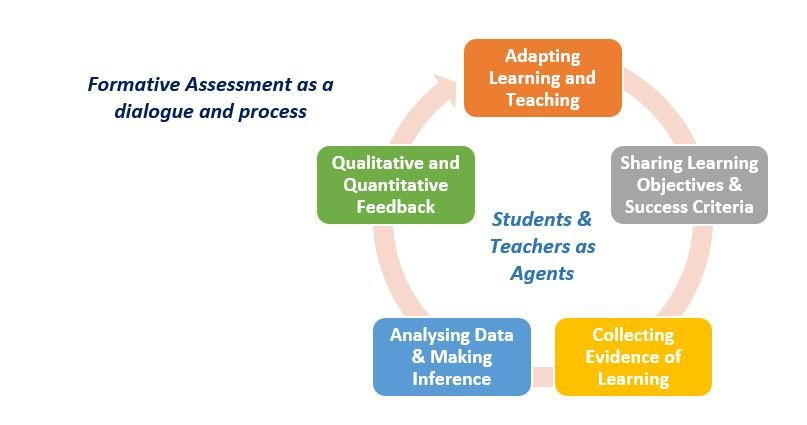 Formative Assessment as a
dialogue and process
Adapting
Learning and
Teaching
Sharing Learning
Objectives &
Success Criteria
Collecting
Evidence of
Learning
Analysing Data
& Making
Inference
Qualitative and
Quantitative
Feedback
Students &
Teachers as
Agents